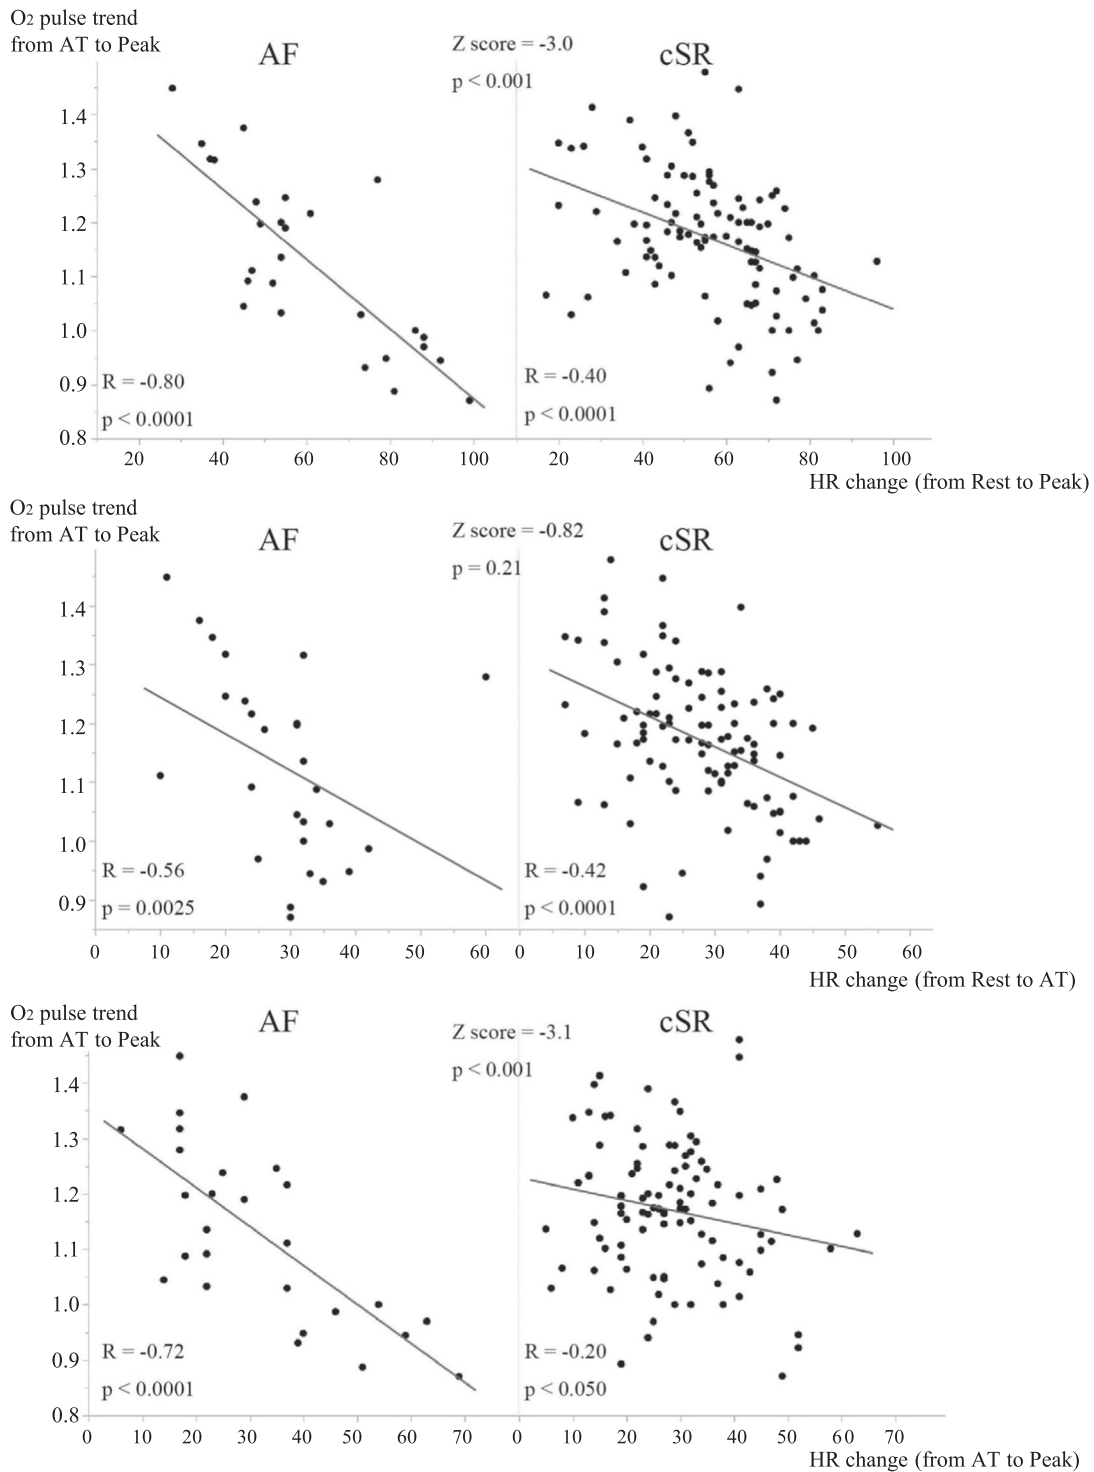 O2 pulse trend
from AT to Peak
AF
Z score = -3.0
p < 0.001
cSR
1.4
1.3
1.2
1.1
1.0
0.9
0.8
R = -0.80
p < 0.0001
R = -0.40
p < 0.0001
20 40 60 80 100 20 40 60 80 100
HR change (from Rest to Peak)
O2 pulse trend
from AT to Peak
AF
Z score = -0.82
p = 0.21
cSR
1.4
1.3
1.2
1.1
1.0
0.9
R = -0.56
p = 0.0025
R = -0.42
p < 0.0001
0 10 20 30 40 50 60 0 10 20 30 40 50 60
HR change (from Rest to AT)
O2 pulse trend
from AT to Peak
AF
Z score = -3.1
p < 0.001
cSR
1.4
1.3
1.2
1.1
1.0
0.9
0.8
R = -0.72
p < 0.0001
R = -0.20
p < 0.050
0 10 20 30 40 50 60 70 0 10 20 30 40 50 60 70
HR change (from AT to Peak)